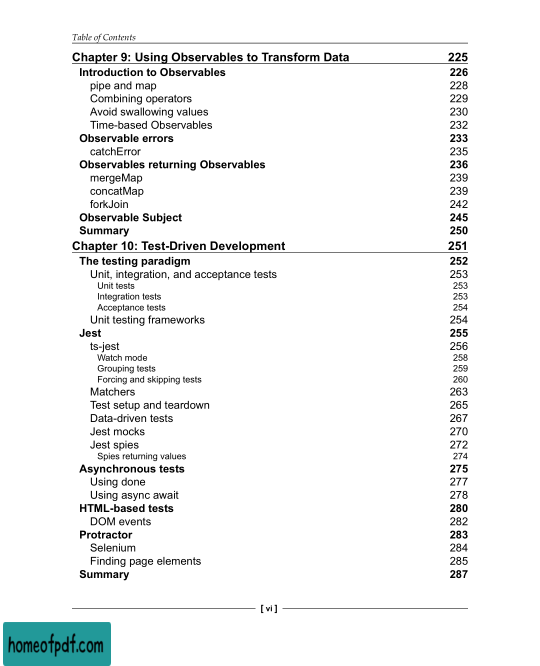 Table of Contents
Chapter 9: Using Observables to Transform Data 225
Introduction to Observables 226
pipe and map 228
Combining operators 229
Avoid swallowing values 230
Time-based Observables 232
Observable errors 233
catchError 235
Observables returning Observables 236
mergeMap 239
concatMap 239
forkJoin 242
Observable Subject 245
Summary 250
Chapter 10: Test-Driven Development 251
The testing paradigm 252
Unit, integration, and acceptance tests 253
Unit tests 253
Integration tests 253
Acceptance tests 254
Unit testing frameworks 254
Jest 255
ts-jest 256
Watch mode 258
Grouping tests 259
Forcing and skipping tests 260
Matchers 263
Test setup and teardown 265
Data-driven tests 267
Jest mocks 270
Jest spies 272
Spies returning values 274
Asynchronous tests 275
Using done 277
Using async await 278
HTML-based tests 280
DOM events 282
Protractor 283
Selenium 284
Finding page elements 285
Summary 287
[ vi ]
homeofpdf.com